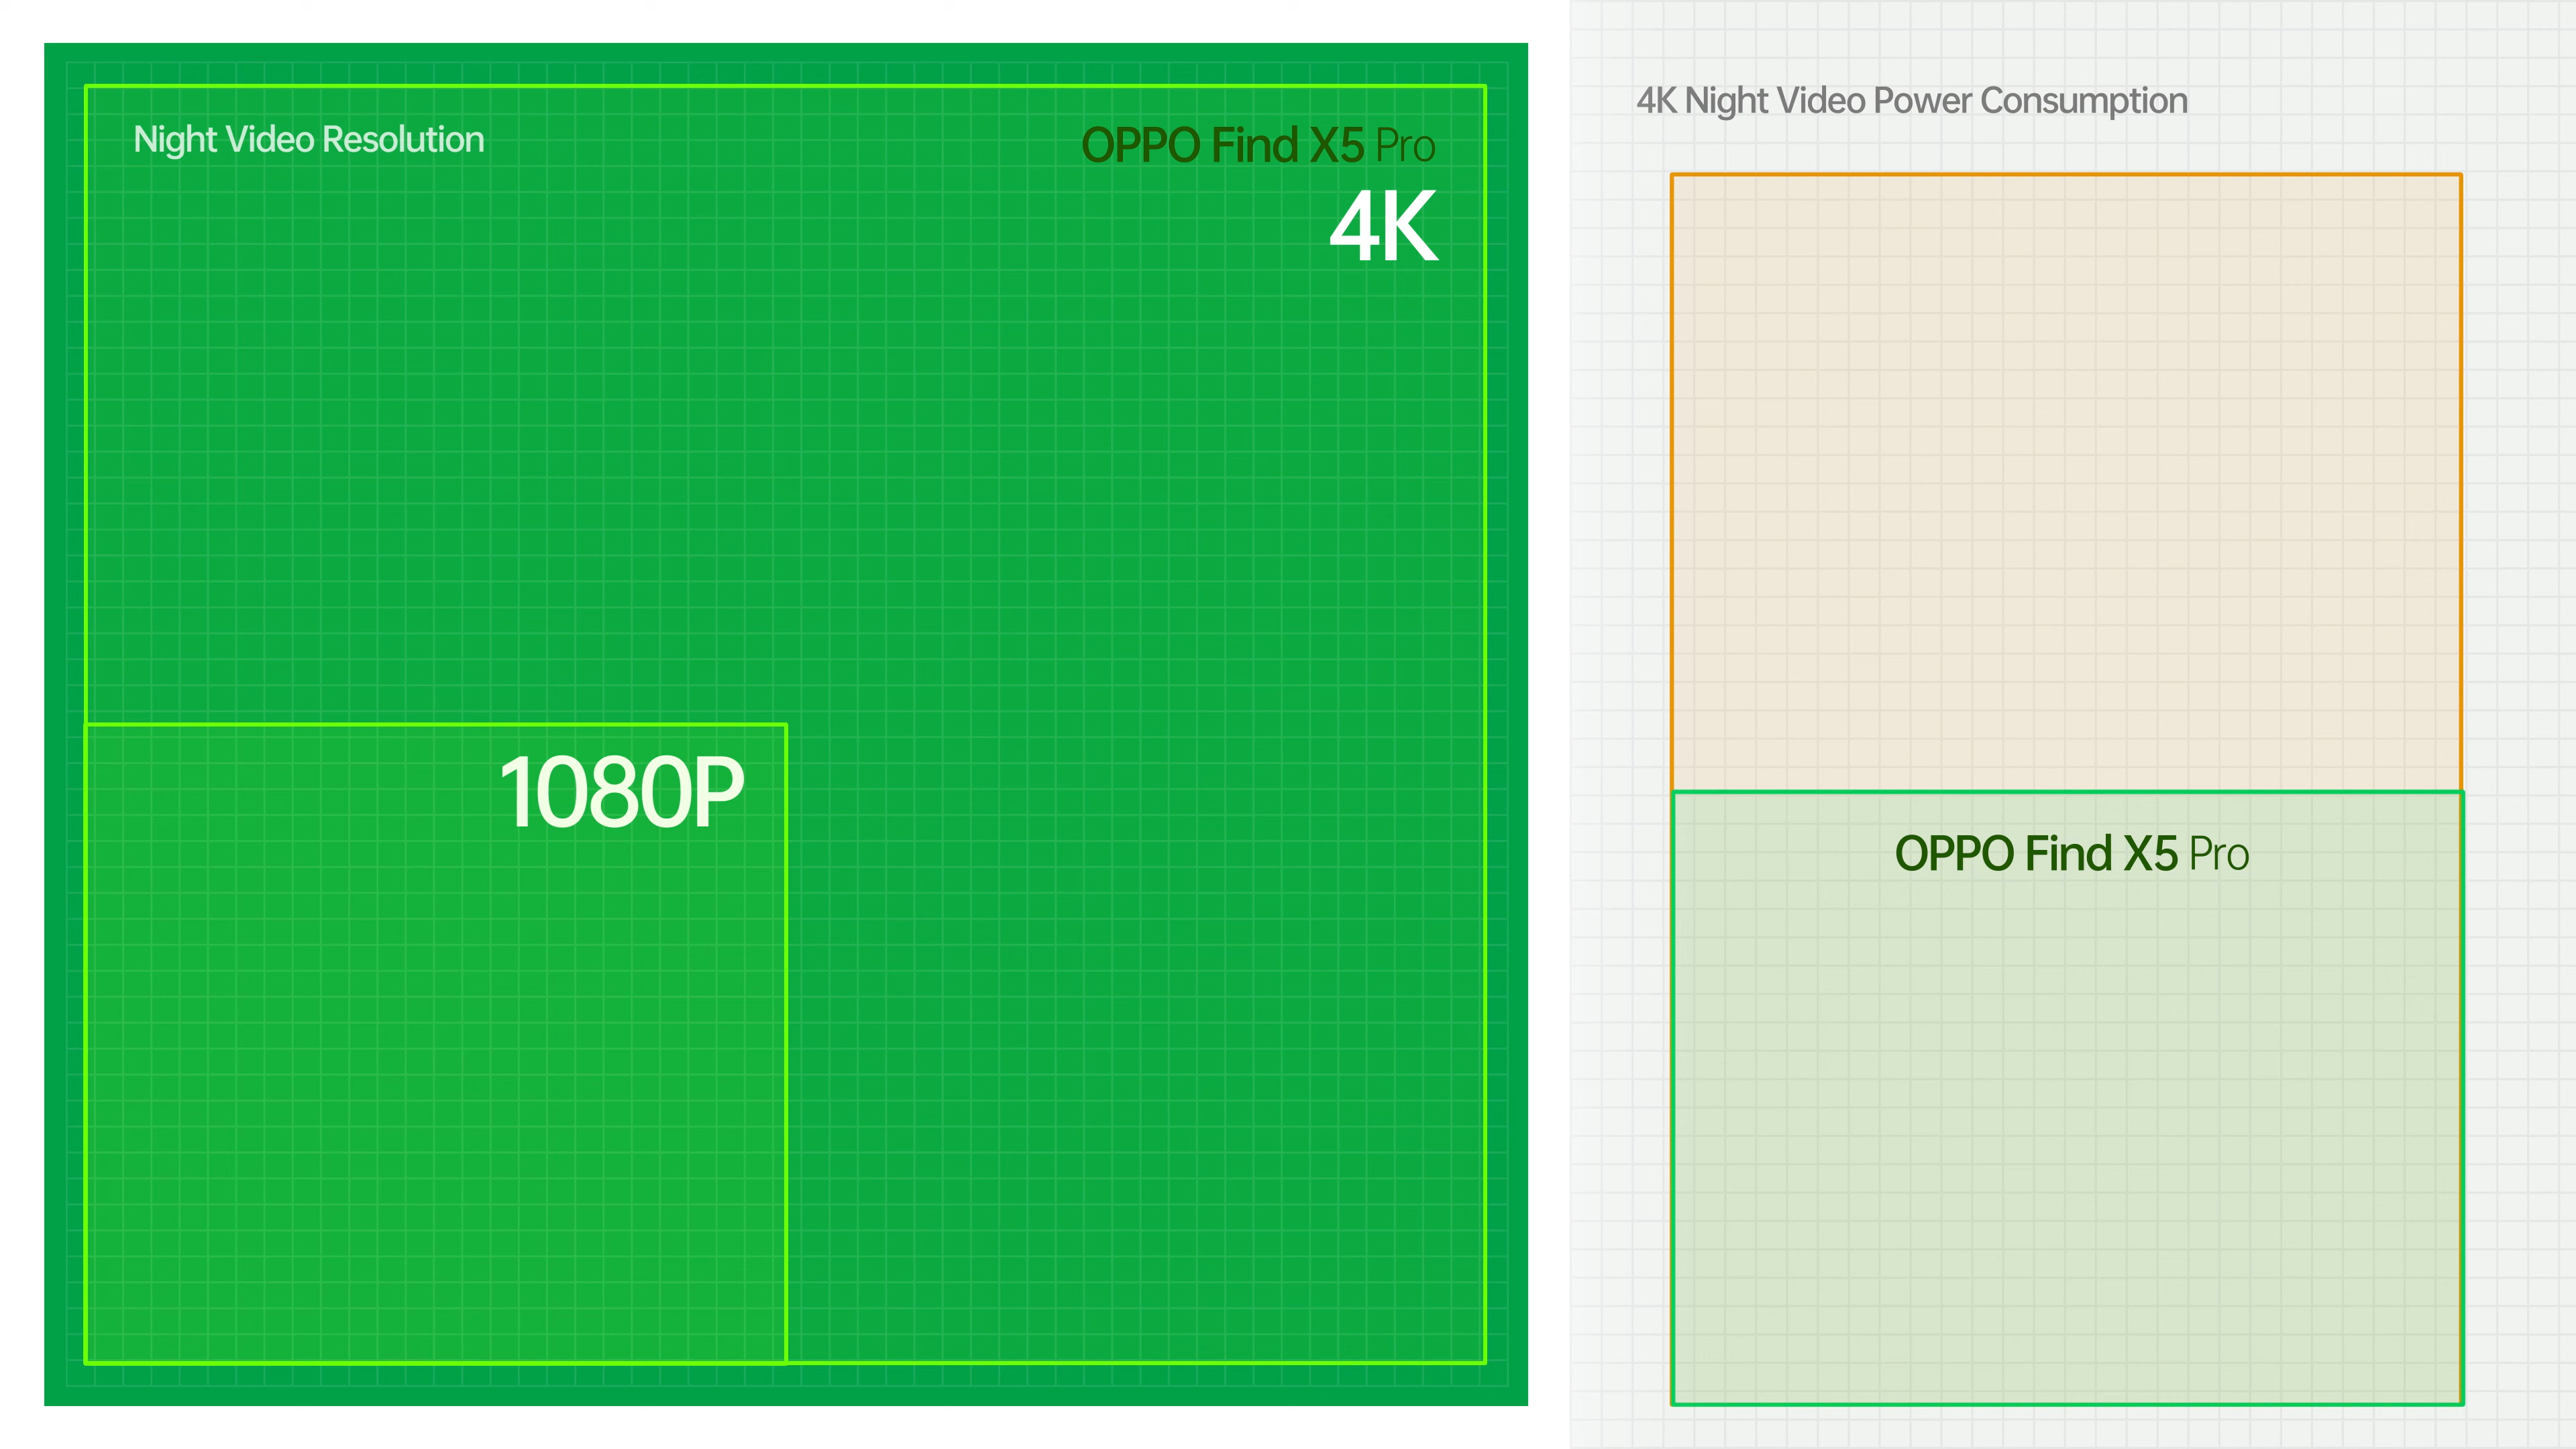 Night Video Resolution
OPPO Find X5 Pro
4K
1080P
4K Night Video Power Consumption
OPPO Find X5 Pro